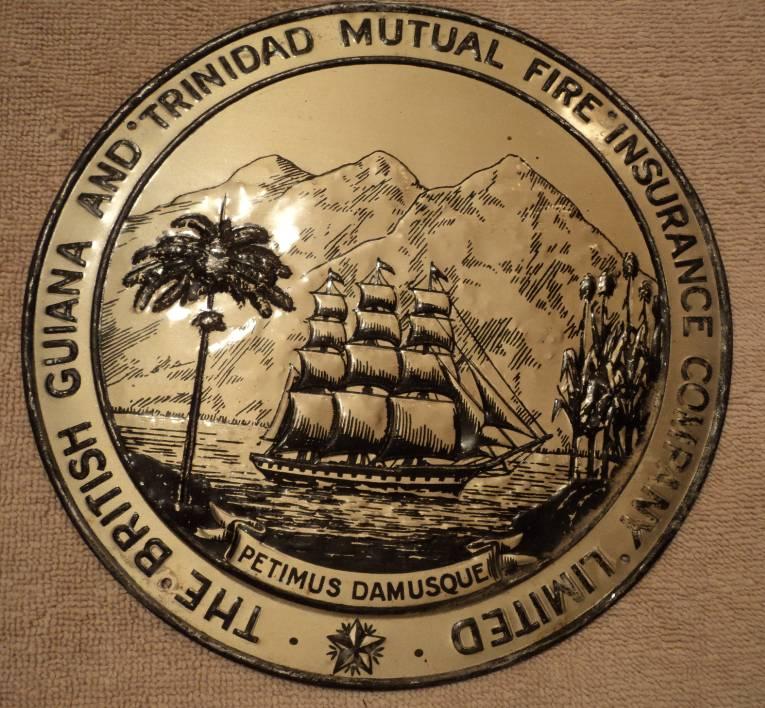 THE BRITISH GUIANA AND TRINIDAD MUTUAL FIRE INSURANCE COMPANY LIMITED
PETIMUS DAMUSQUE